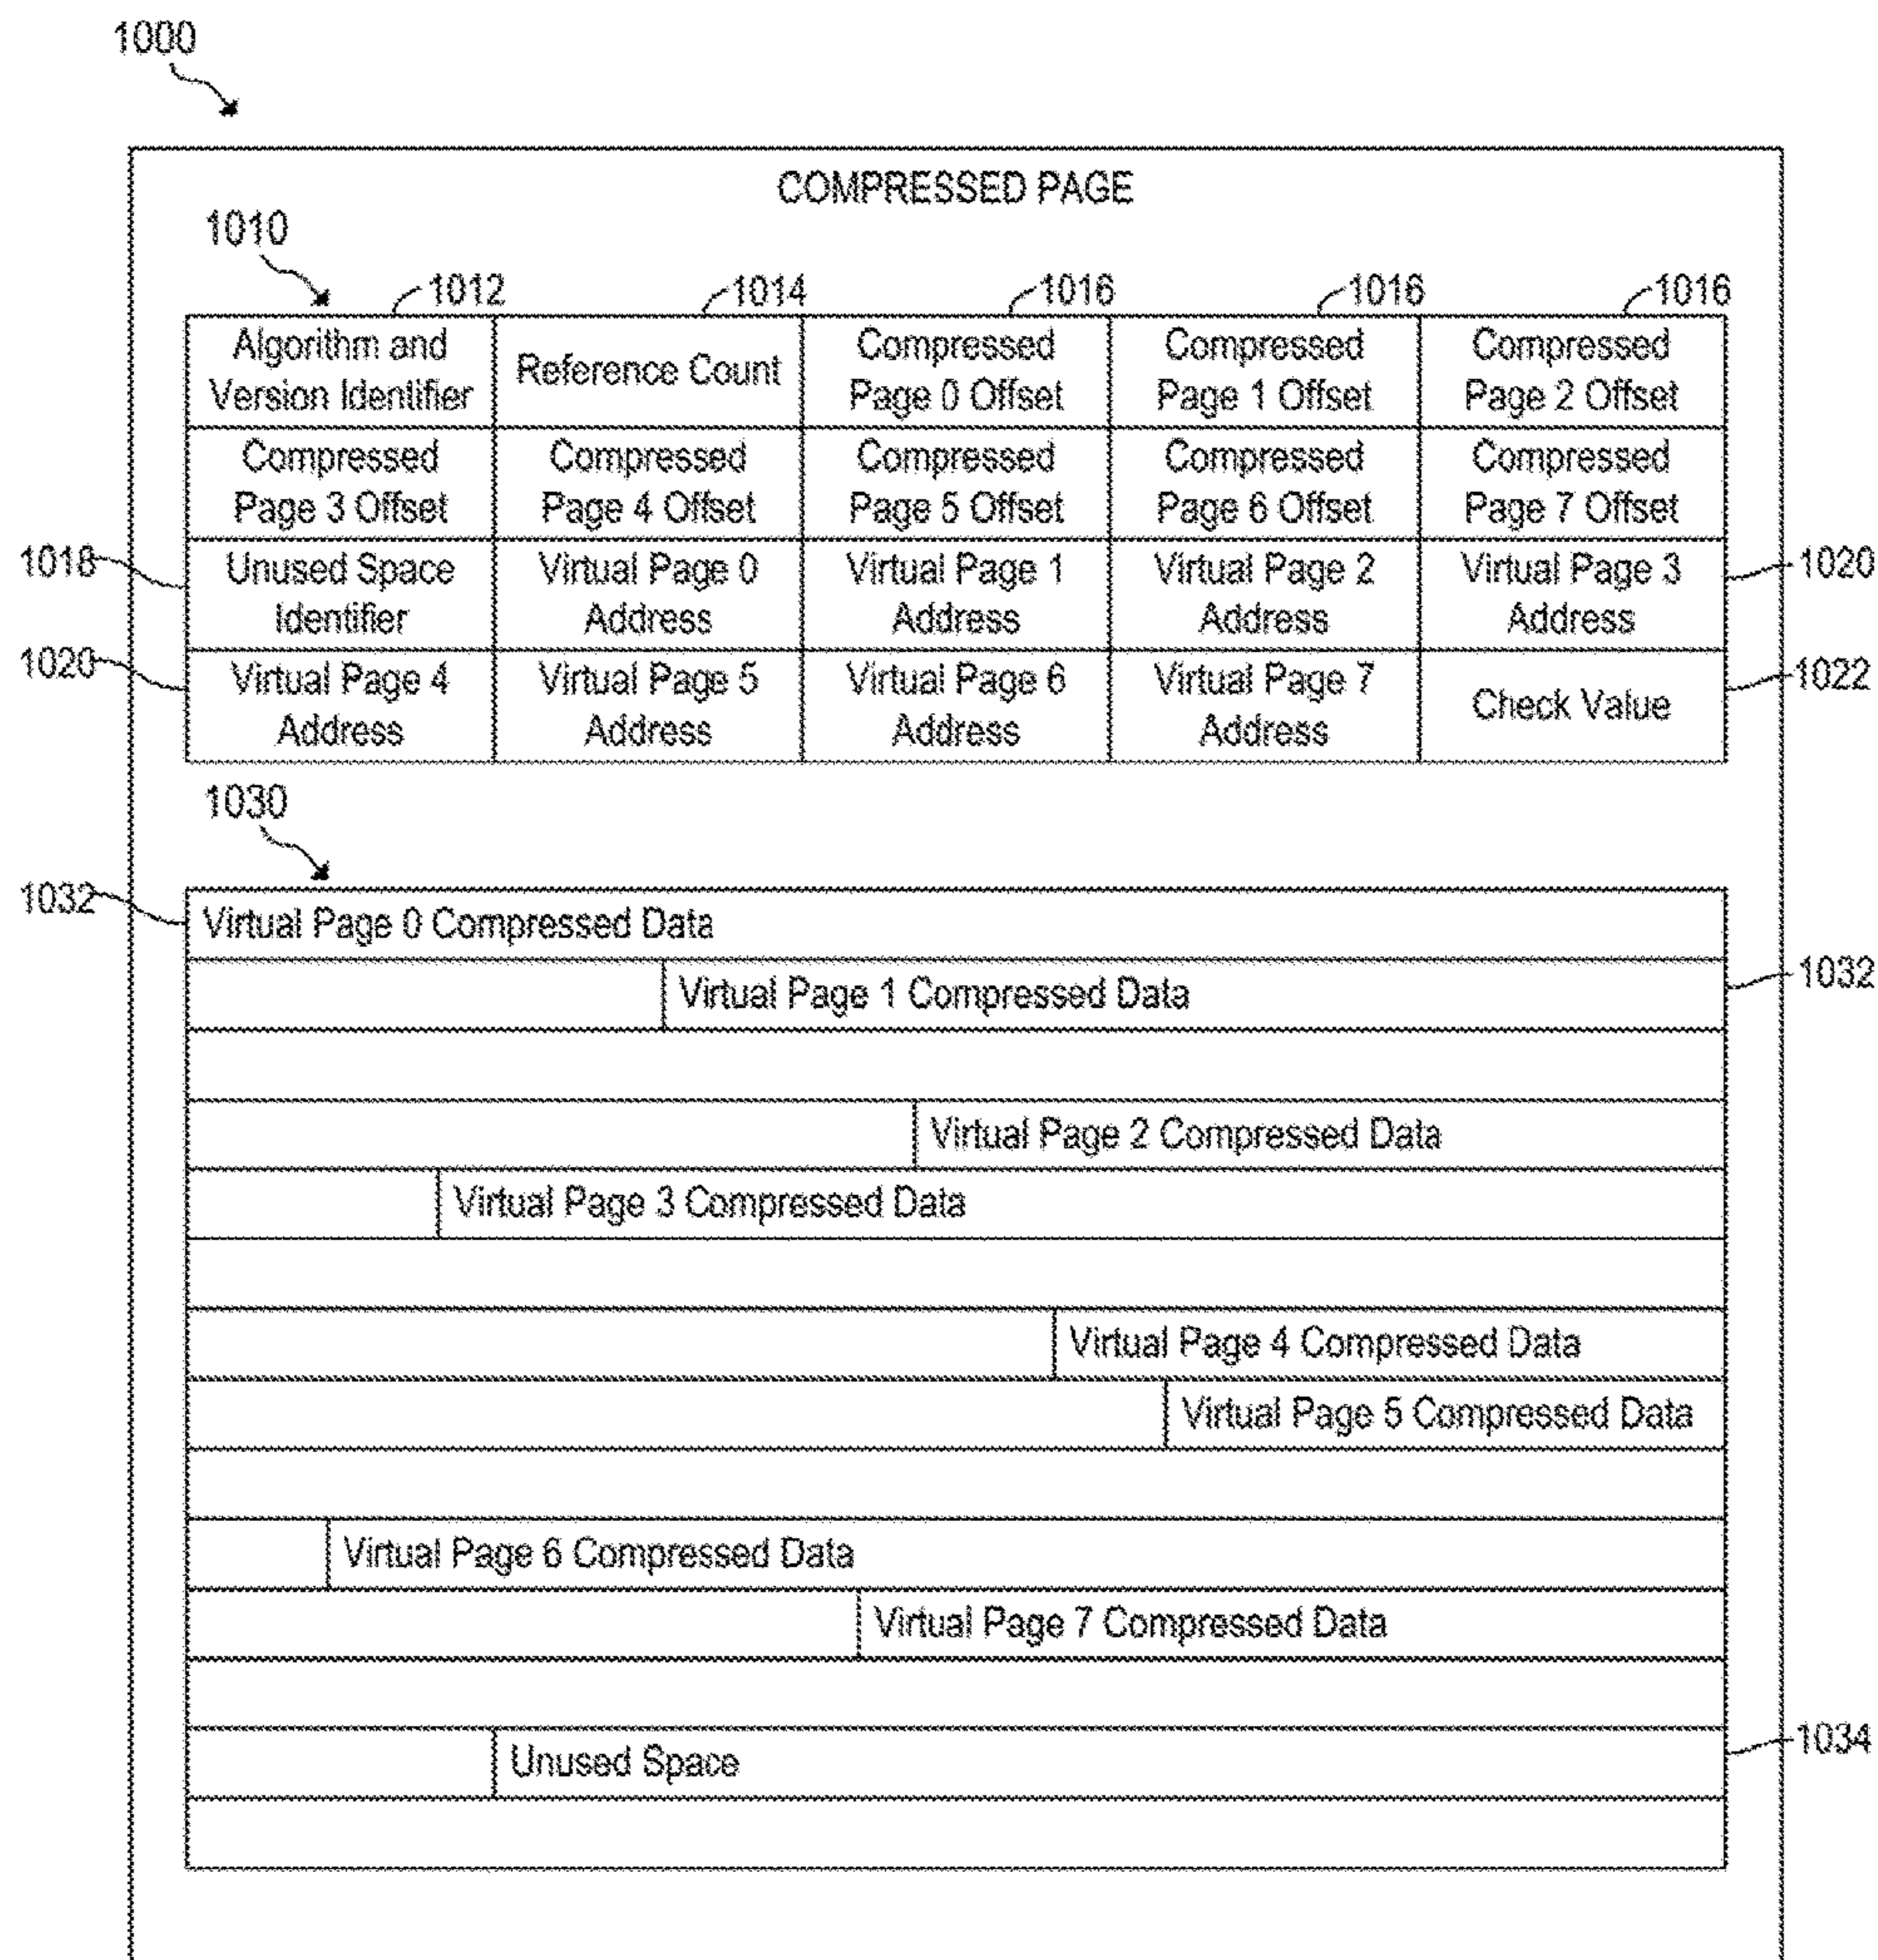 1000
COMPRESSED PAGE
1010
1012
1014
1016
1016
1016
Algorithm and
Version Identifier
Reference Count
Compressed
Page 0 Offset
Compressed
Page 1 Offset
Compressed
Page 2 Offset
Compressed
Page 3 Offset
Compressed
Page 4 Offset
Compressed
Page 5 Offset
Compressed
Page 6 Offset
Compressed
Page 7 Offset
1018
Unused Space
Identifier
Virtual Page 0
Address
Virtual Page 1
Address
Virtual Page 2
Address
Virtual Page 3
Address
1020
1020
Virtual Page 4
Address
Virtual Page 5
Address
Virtual Page 6
Address
Virtual Page 7
Address
Check Value
1022
1030
1032
Virtual Page 0 Compressed Data
Virtual Page 1 Compressed Data
1032
Virtual Page 2 Compressed Data
Virtual Page 3 Compressed Data
Virtual Page 4 Compressed Data
Virtual Page 5 Compressed Data
Virtual Page 6 Compressed Data
Virtual Page 7 Compressed Data
Unused Space
1034